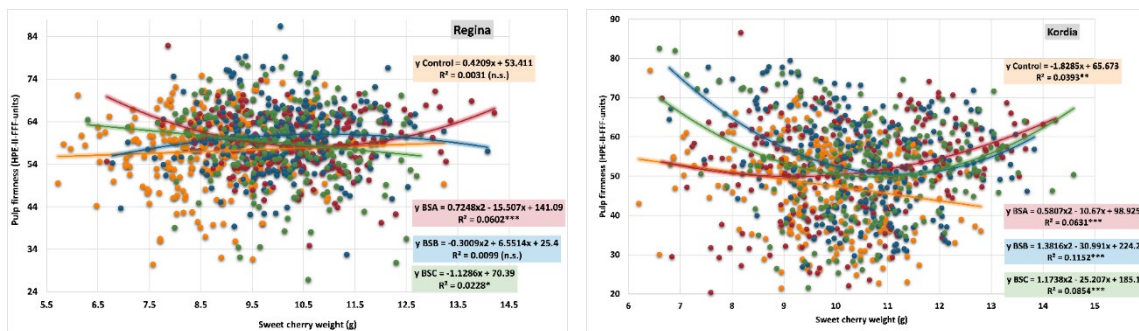 Regina
Pulp firmness (HPE-II-FFF-units)
84
74
64
54
44
34
24
y Control = 0.4209x + 53.411
R² = 0.0031 (n.s.)
y BSA = 0.7248x2 - 15.507x + 141.09
R² = 0.0602***
y BSB = -0.3009x2 + 6.5514x + 25.4
R² = 0.0099 (n.s.)
y BSC = -1.1286x + 70.39
R² = 0.0228*
5.5 6.5 7.5 8.5 9.5 10.5 11.5 12.5 13.5 14.5
Sweet cherry weight (g)
Kordia
Pulp firmness (HPE-FFF-units)
90
80
70
60
50
40
30
20
y Control = -1.8285x + 65.673
R² = 0.0393**
y BSA = 0.5807x2 - 10.67x + 98.925
R² = 0.0631***
y BSB = 1.3816x2 - 30.991x + 224.2
R² = 0.1152***
y BSC = 1.1738x2 - 25.207x + 185.1
R² = 0.0854***
6 7 8 9 10 11 12 13 14 15
Sweet cherry weight (g)